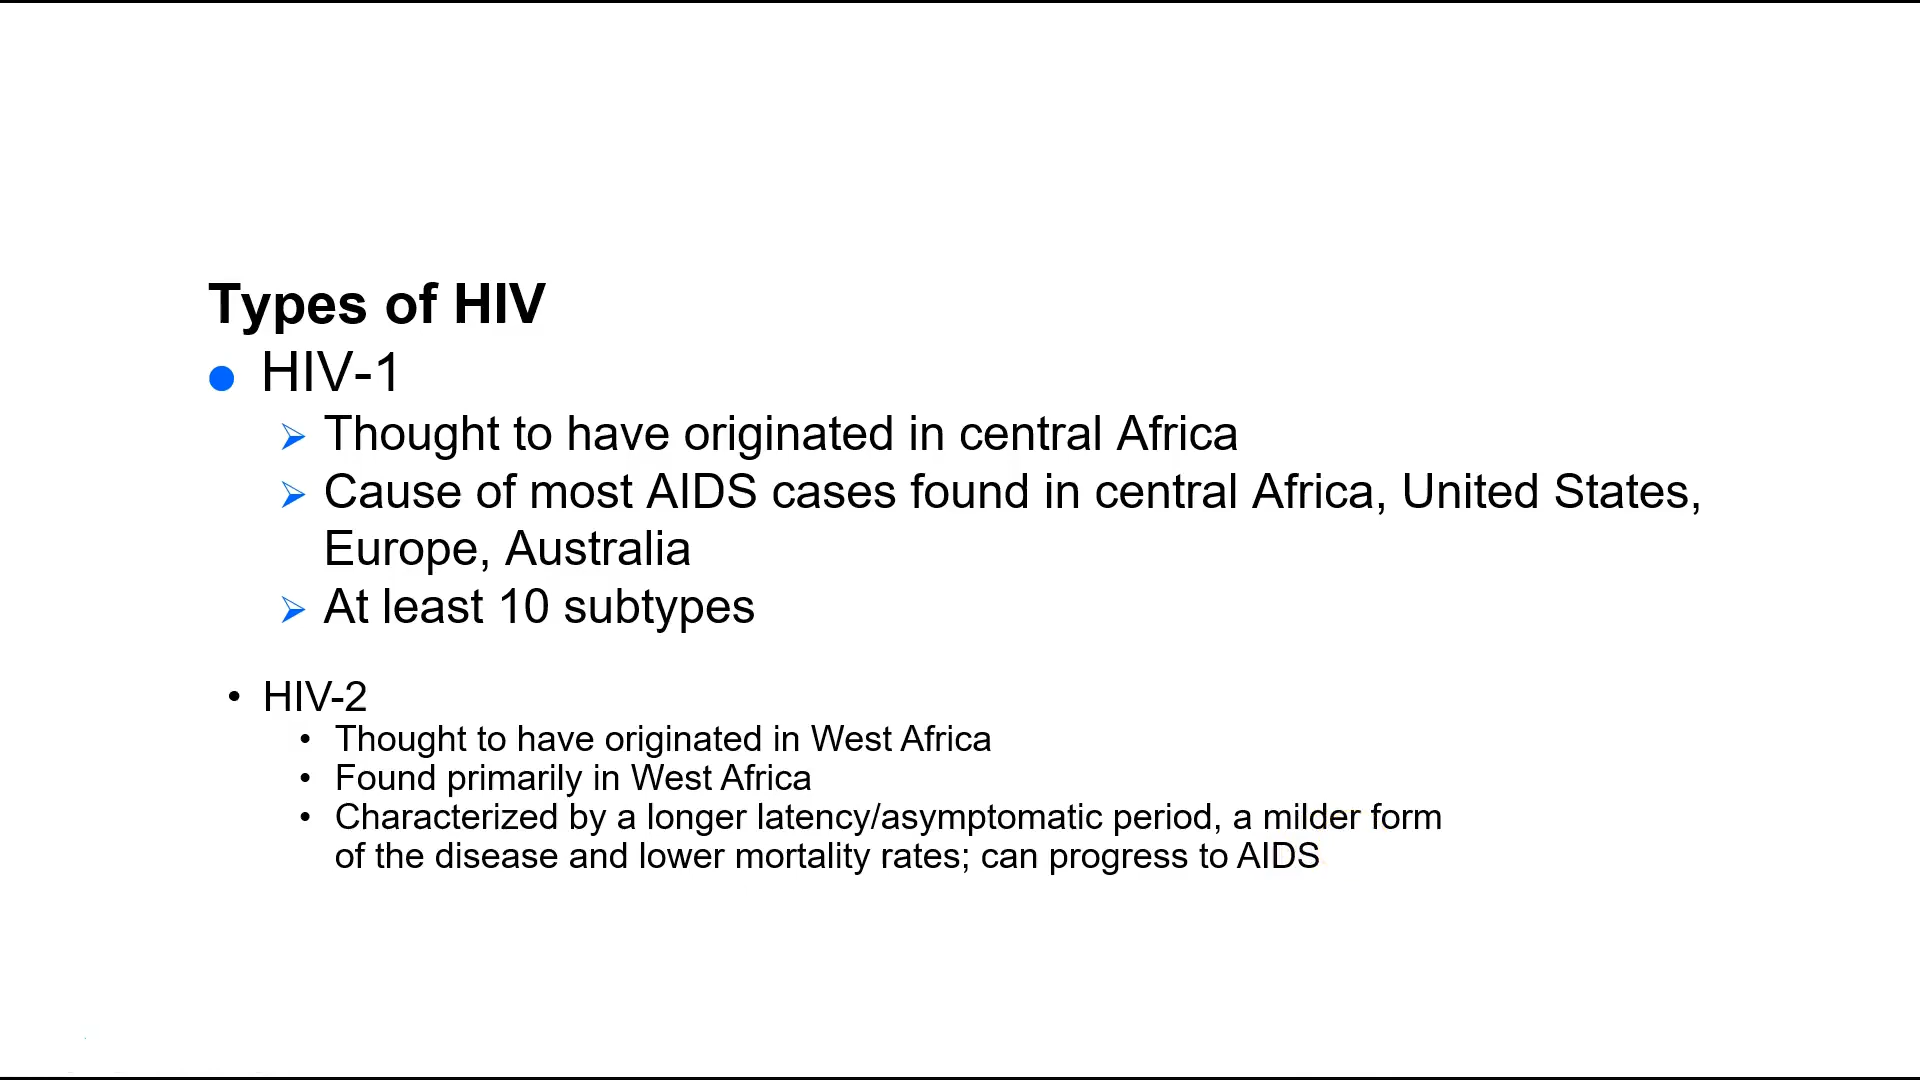 Types of HIV
● HIV-1
➢ Thought to have originated in central Africa
➢ Cause of most AIDS cases found in central Africa, United States,
Europe, Australia
➢ At least 10 subtypes
• HIV-2
• Thought to have originated in West Africa
• Found primarily in West Africa
• Characterized by a longer latency/asymptomatic period, a milder form
of the disease and lower mortality rates; can progress to AIDS